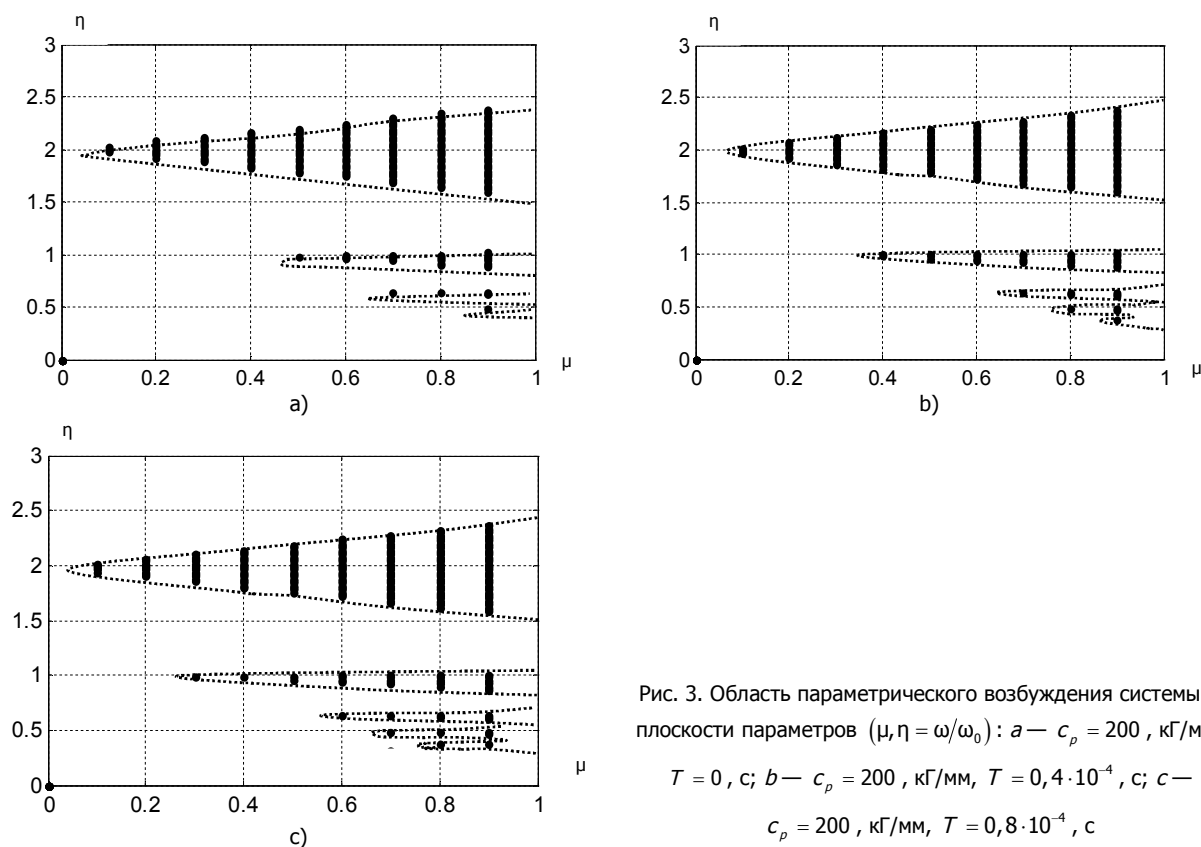 η
3
2.5
2
1.5
1
0.5
0
0 0.2 0.4 0.6 0.8 1
μ
a)
η
3
2.5
2
1.5
1
0.5
0
0 0.2 0.4 0.6 0.8 1
μ
b)
η
3
2.5
2
1.5
1
0.5
0
0 0.2 0.4 0.6 0.8 1
μ
c)
Рис. 3. Область параметрического возбуждения системы
плоскости параметров (μ, η = ω/ω₀) : a — cₚ = 200 , кГ/м
T = 0 , с; b — cₚ = 200 , кГ/мм, T = 0,4·10⁻⁴ , с; c —
cₚ = 200 , кГ/мм, T = 0,8·10⁻⁴ , с